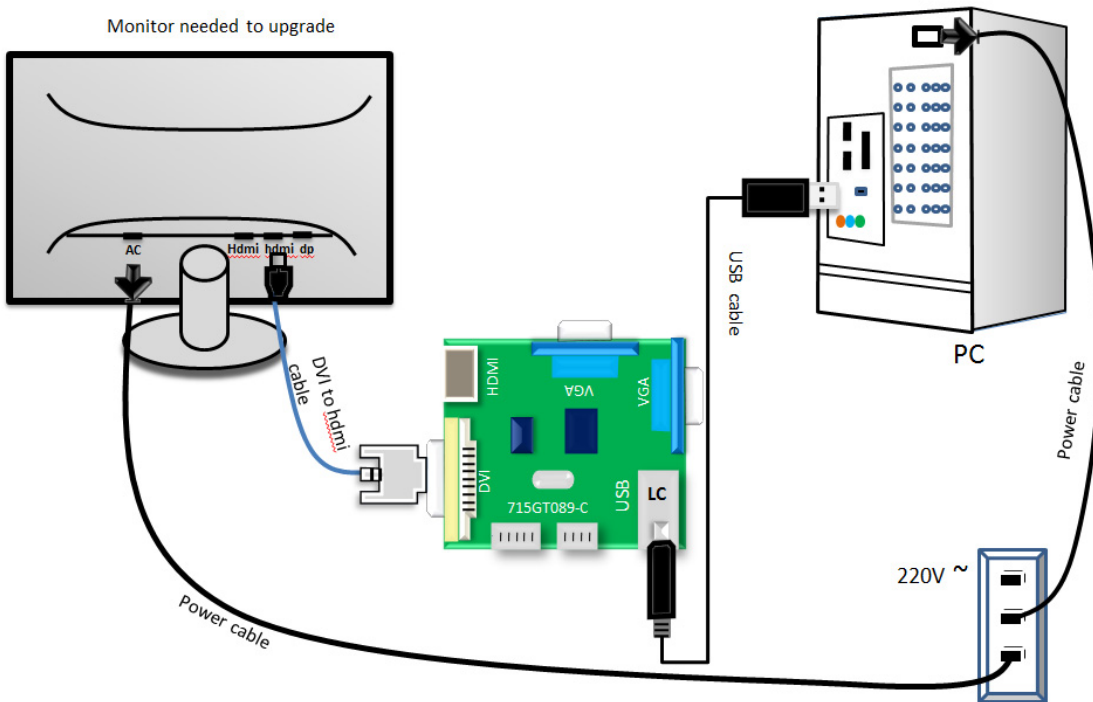 Monitor needed to upgrade
AC
Hdmi
hdmi
dp
DVI to hdmi
cable
HDMI
VGA
VGA
DVI
USB
LC
715GT089-C
USB cable
PC
Power cable
220V ~
Power cable